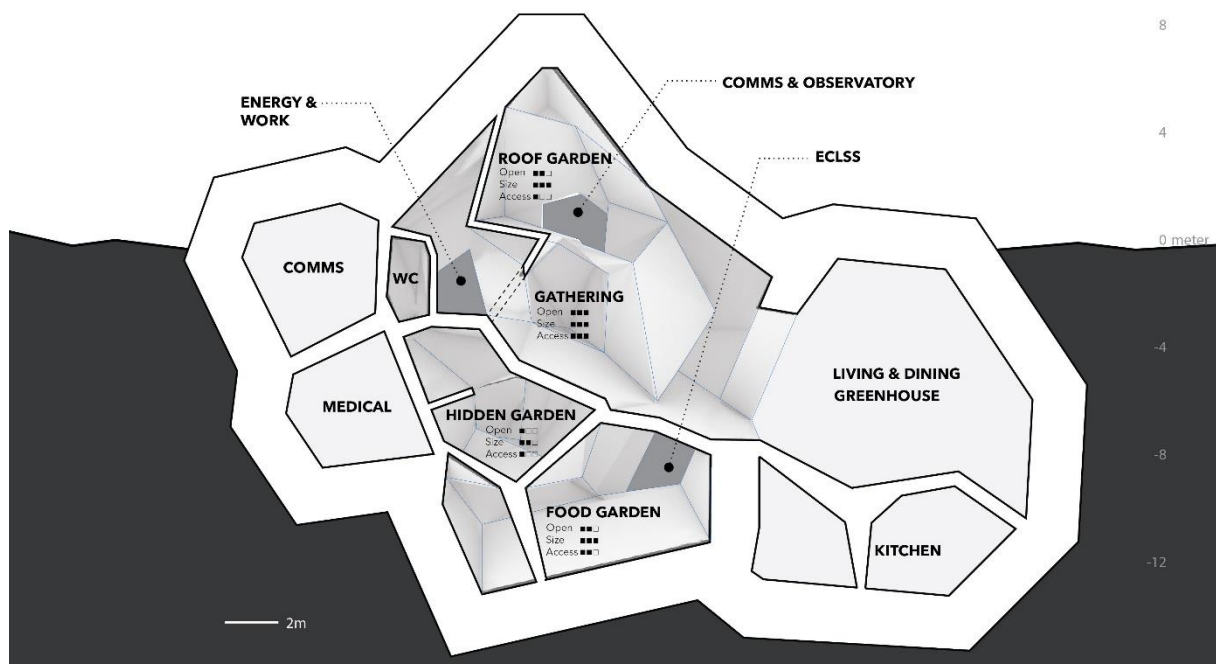 8
COMMS & OBSERVATORY
ENERGY &
WORK
4
ECLSS
ROOF GARDEN
Open ■■□
Size ■■■
Access ■□□
0 meter
COMMS
WC
GATHERING
Open ■■■
Size ■■■
Access ■■■
-4
LIVING & DINING
GREENHOUSE
MEDICAL
HIDDEN GARDEN
Open ■□□
Size ■■□
Access ■□□
-8
FOOD GARDEN
Open ■■□
Size ■■■
Access ■■□
KITCHEN
-12
2m